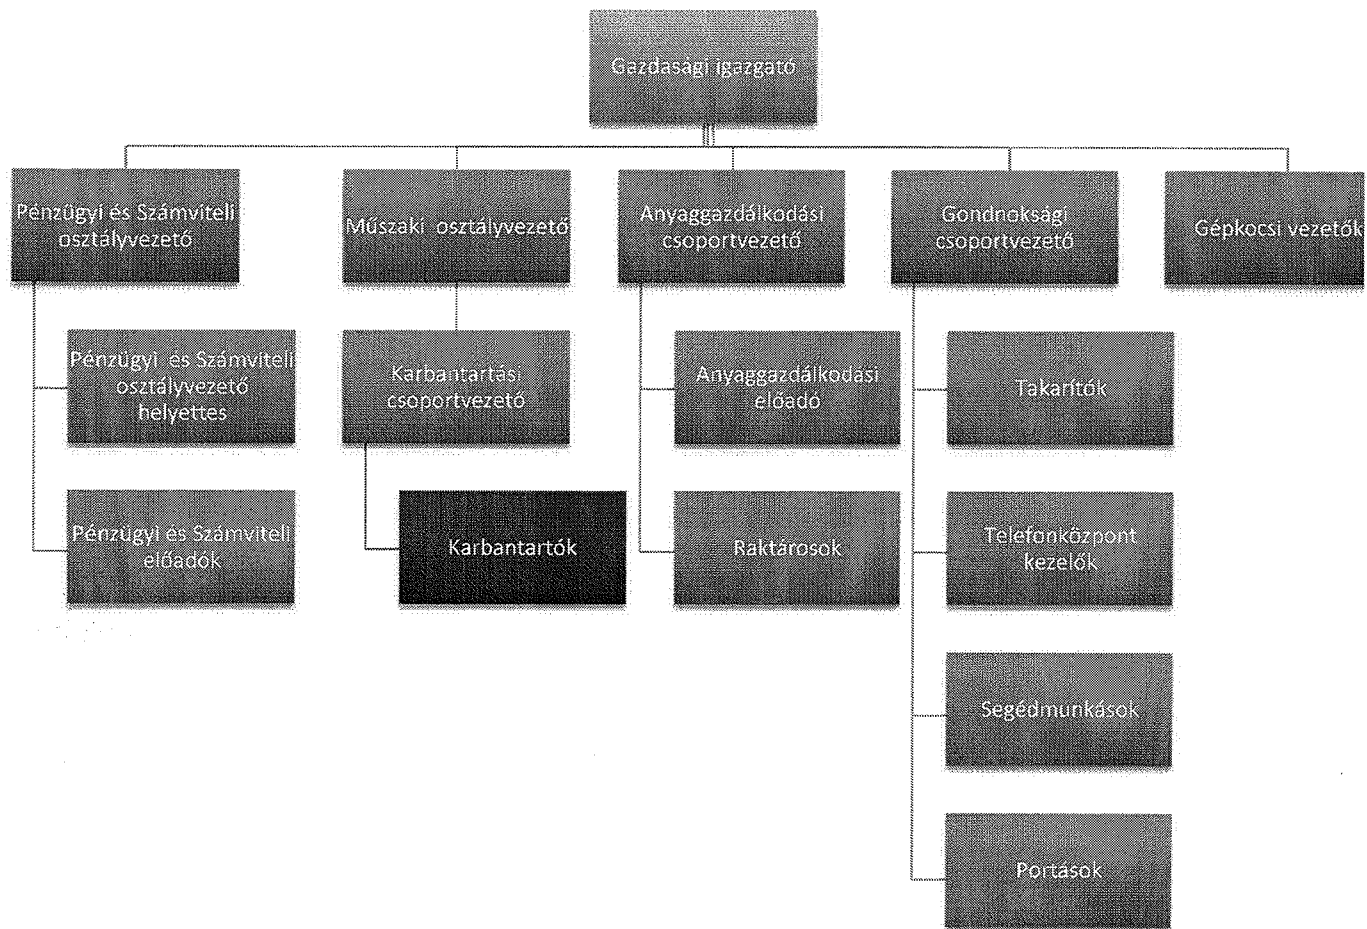 Gazdasági igazgató
Pénzügyi és Számviteli
osztályvezető
Műszaki osztályvezető
Anyaggazdálkodási
csoportvezető
Gondnoksági
csoportvezető
Gépkocsi vezetők
Pénzügyi és Számviteli
osztályvezető
helyettes
Karbantartási
csoportvezető
Anyaggazdálkodási
előadó
Takarítók
Pénzügyi és Számviteli
előadók
Karbantartók
Raktárosok
Telefonközpont
kezelők
Segédmunkások
Portások